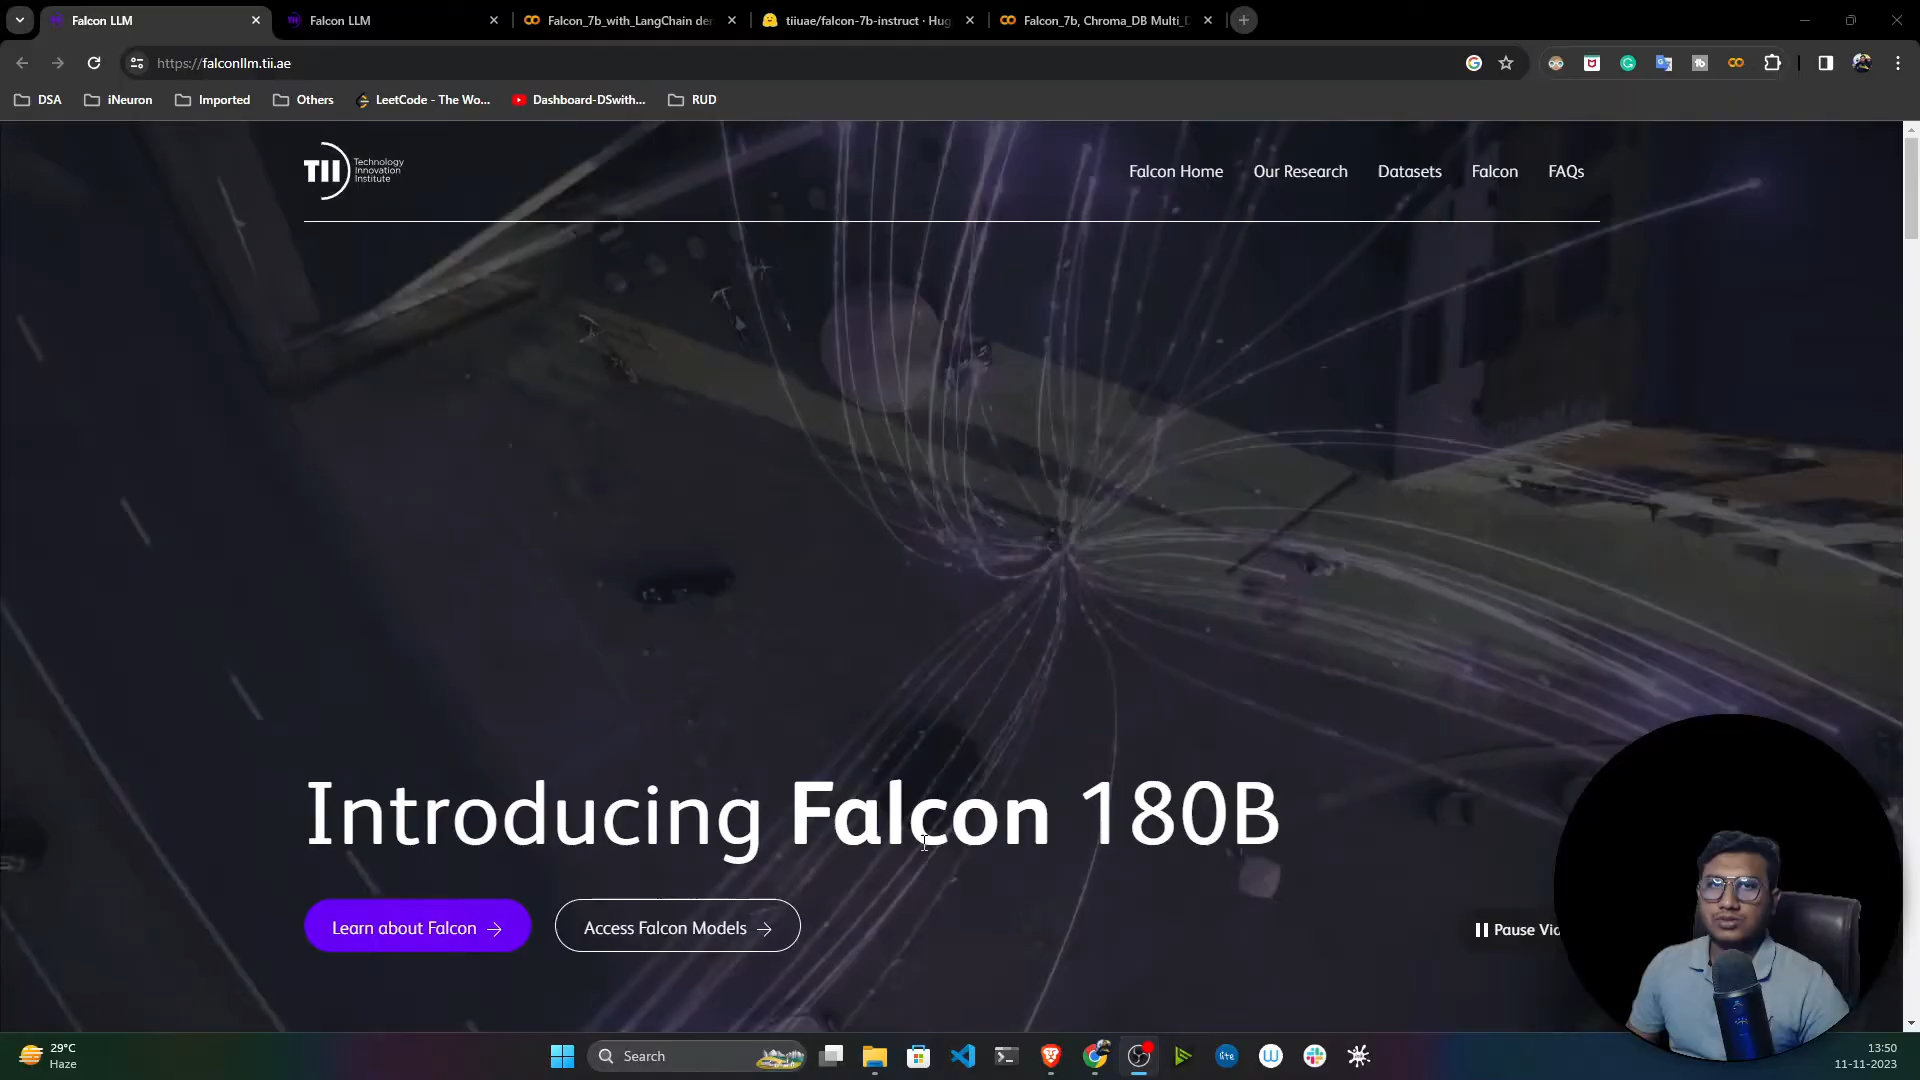 Falcon LLM
Falcon LLM
Falcon_7b_with_LangChain de
tiiuae/falcon-7b-instruct · Hug
Falcon_7b, Chroma_DB Multi_D
https://falconllm.tii.ae
DSA
iNeuron
Imported
Others
LeetCode - The Wo...
Dashboard-DSwith...
RUD
TII Technology
Innovation
Institute
Falcon Home
Our Research
Datasets
Falcon
FAQs
Introducing Falcon 180B
Learn about Falcon
Access Falcon Models
Pause Vid
29°C
Haze
Search
lite
13:50
11-11-2023